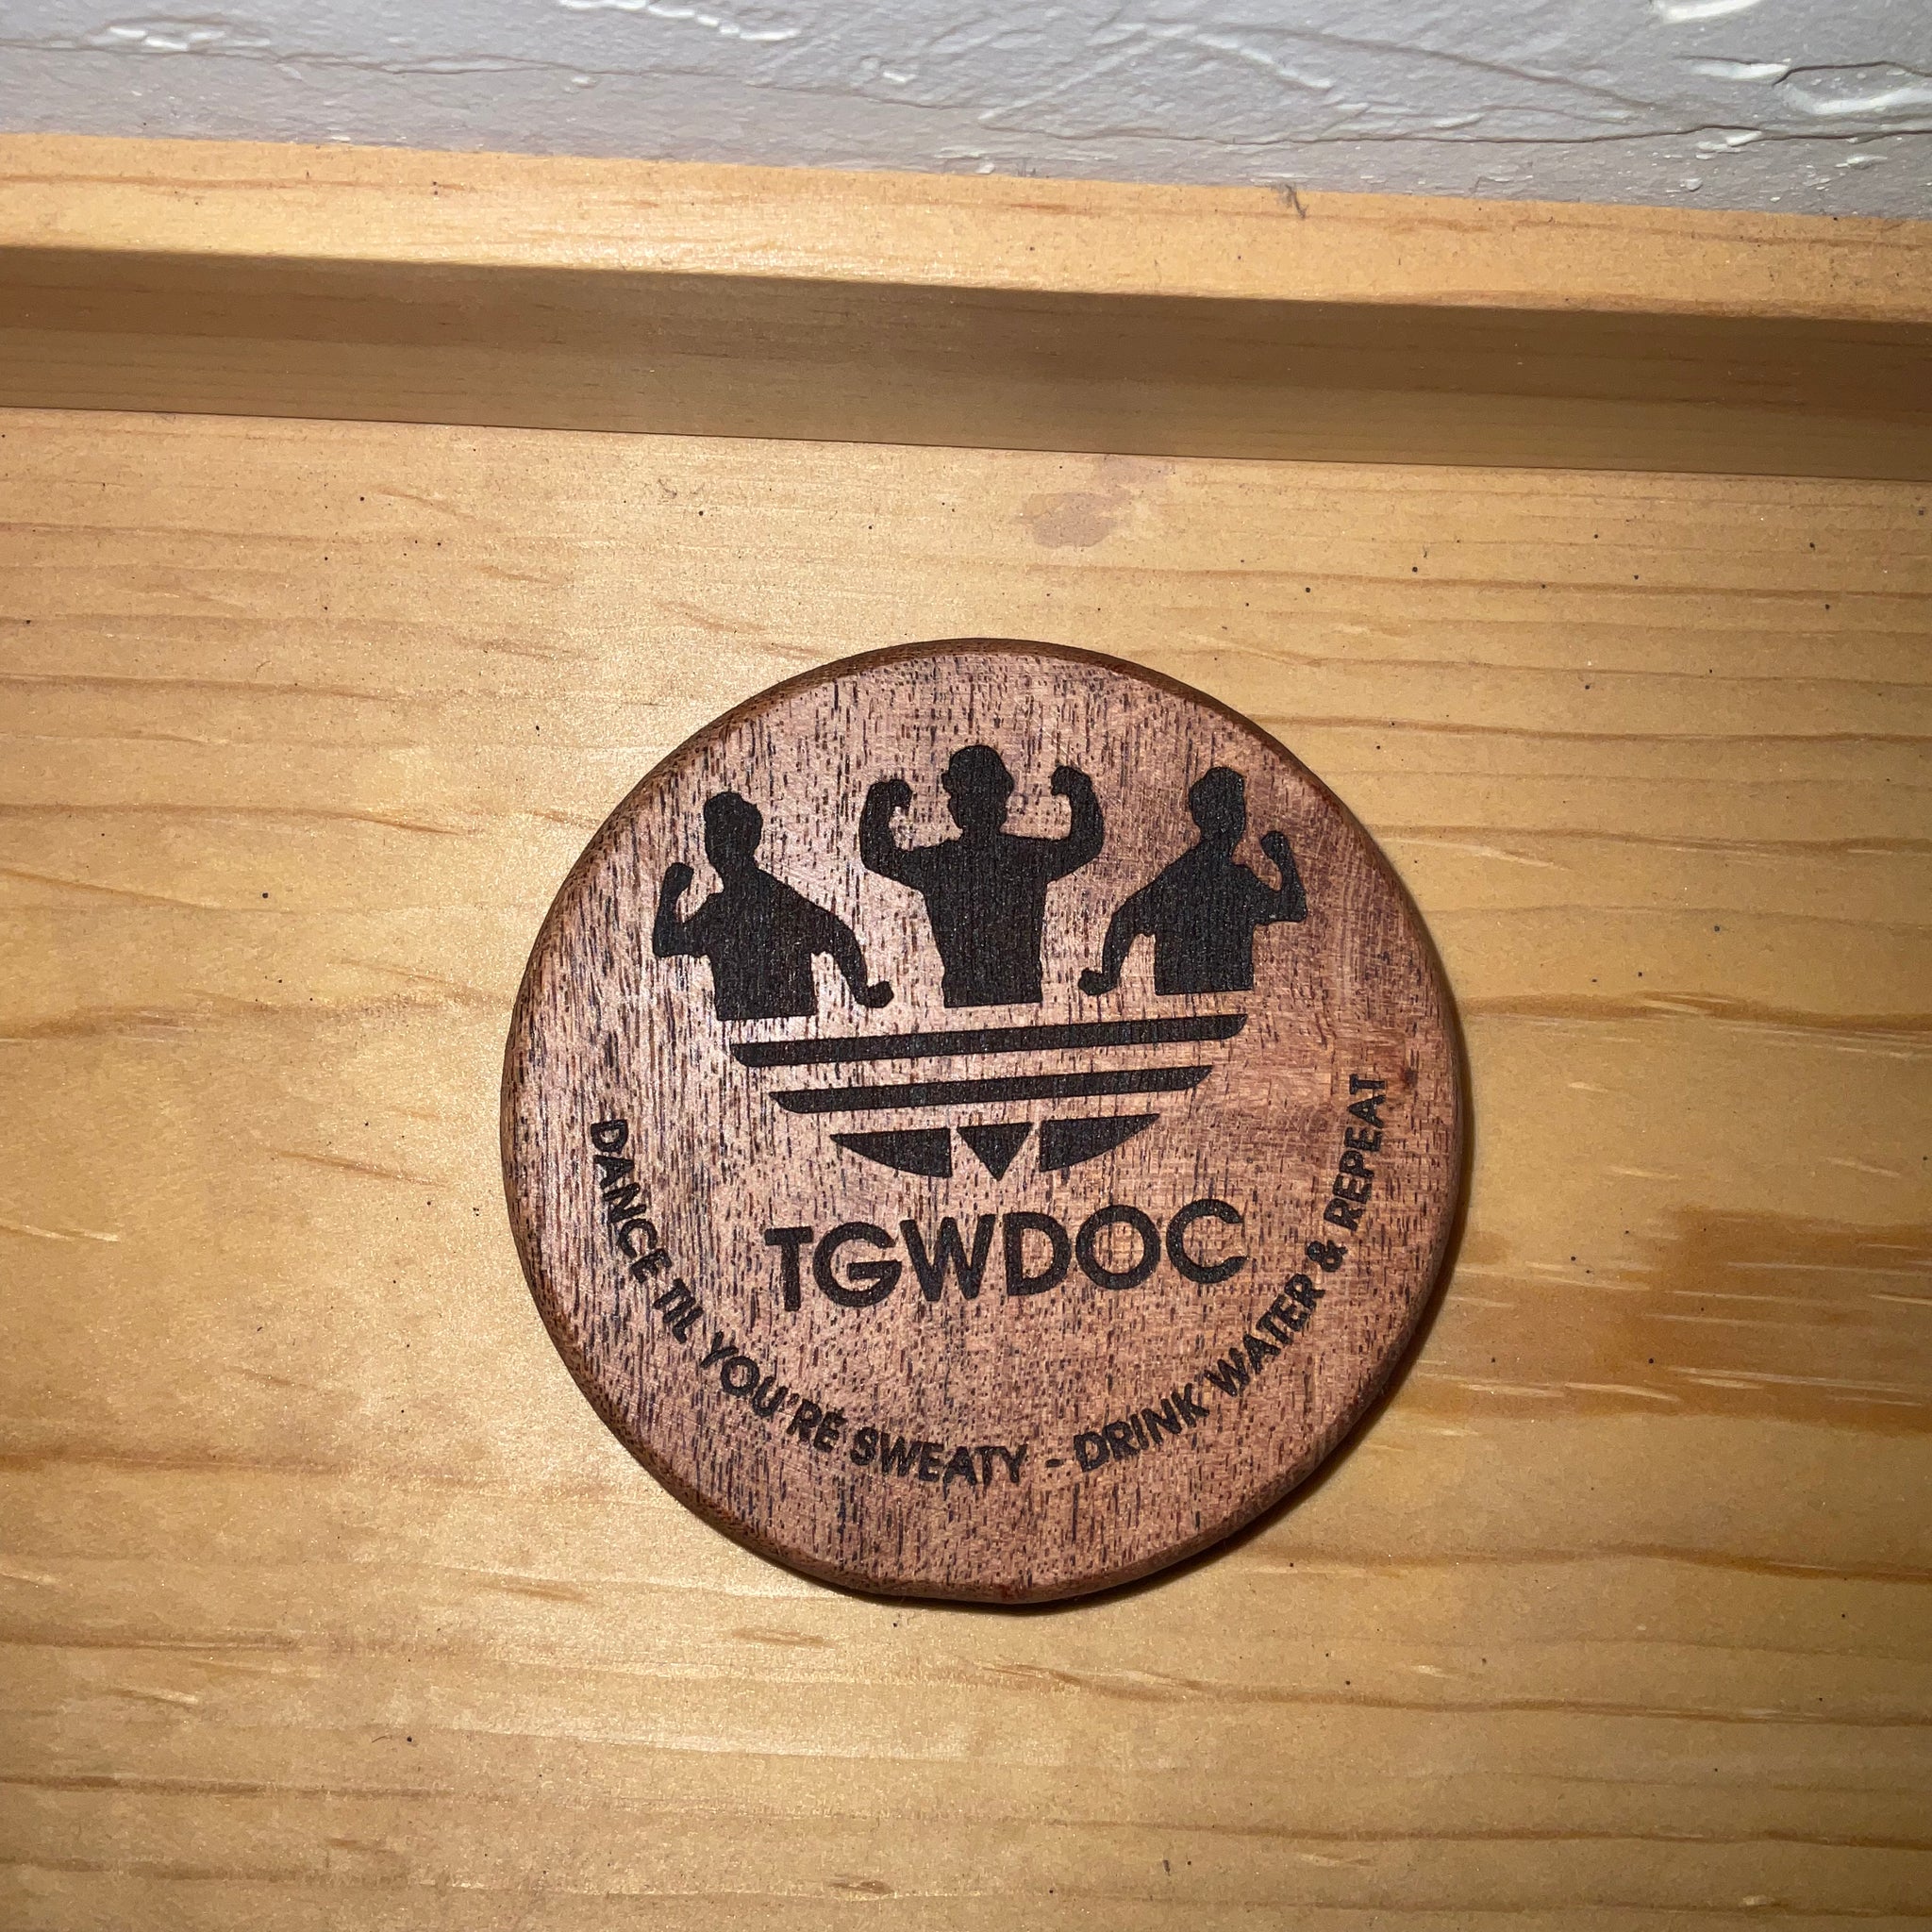 TGWDOC
DANCE TIL YOU'RE SWEATY - DRINK WATER & REPEAT